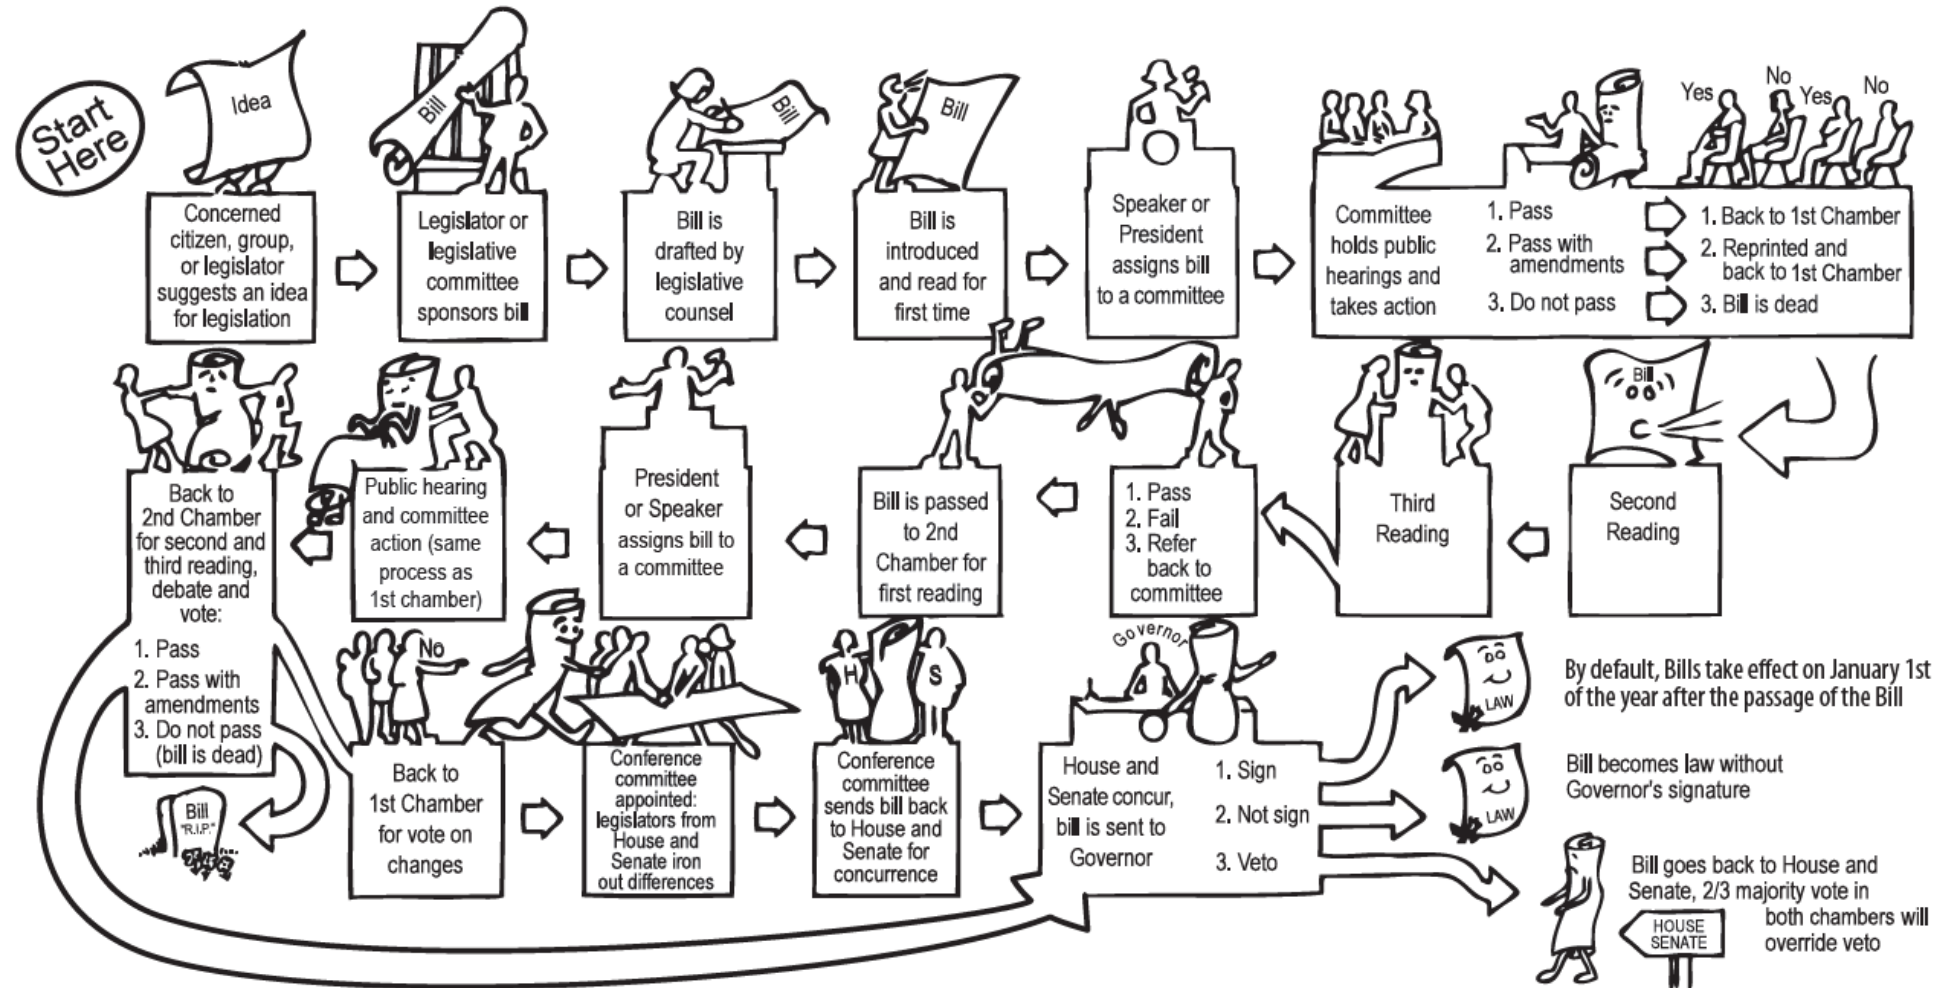 Start
Here
Idea
Concerned
citizen, group,
or legislator
suggests an idea
for legislation
Bill
Legislator or
legislative
committee
sponsors bill
Bill
Bill is
drafted by
legislative
counsel
Bill
Bill is
introduced
and read for
first time
Speaker or
President
assigns bill
to a committee
Committee
holds public
hearings and
takes action
1. Pass
2. Pass with
amendments
3. Do not pass
Yes
No
Yes
No
1. Back to 1st Chamber
2. Reprinted and
back to 1st Chamber
3. Bill is dead
Bill
Second
Reading
Third
Reading
1. Pass
2. Fail
3. Refer
back to
committee
Bill is passed
to 2nd
Chamber for
first reading
President
or Speaker
assigns bill to
a committee
Public hearing
and committee
action (same
process as
1st chamber)
Back to
2nd Chamber
for second and
third reading,
debate and
vote:
1. Pass
2. Pass with
amendments
3. Do not pass
(bill is dead)
Bill
"R.I.P."
No
Back to
1st Chamber
for vote on
changes
Conference
committee
appointed:
legislators from
House and
Senate iron
out differences
H
S
Conference
committee
sends bill back
to House and
Senate for
concurrence
Governor
House and
Senate concur,
bill is sent to
Governor
1. Sign
2. Not sign
3. Veto
LAW
By default, Bills take effect on January 1st
of the year after the passage of the Bill
LAW
Bill becomes law without
Governor's signature
Bill goes back to House and
Senate, 2/3 majority vote in
both chambers will
override veto
HOUSE
SENATE